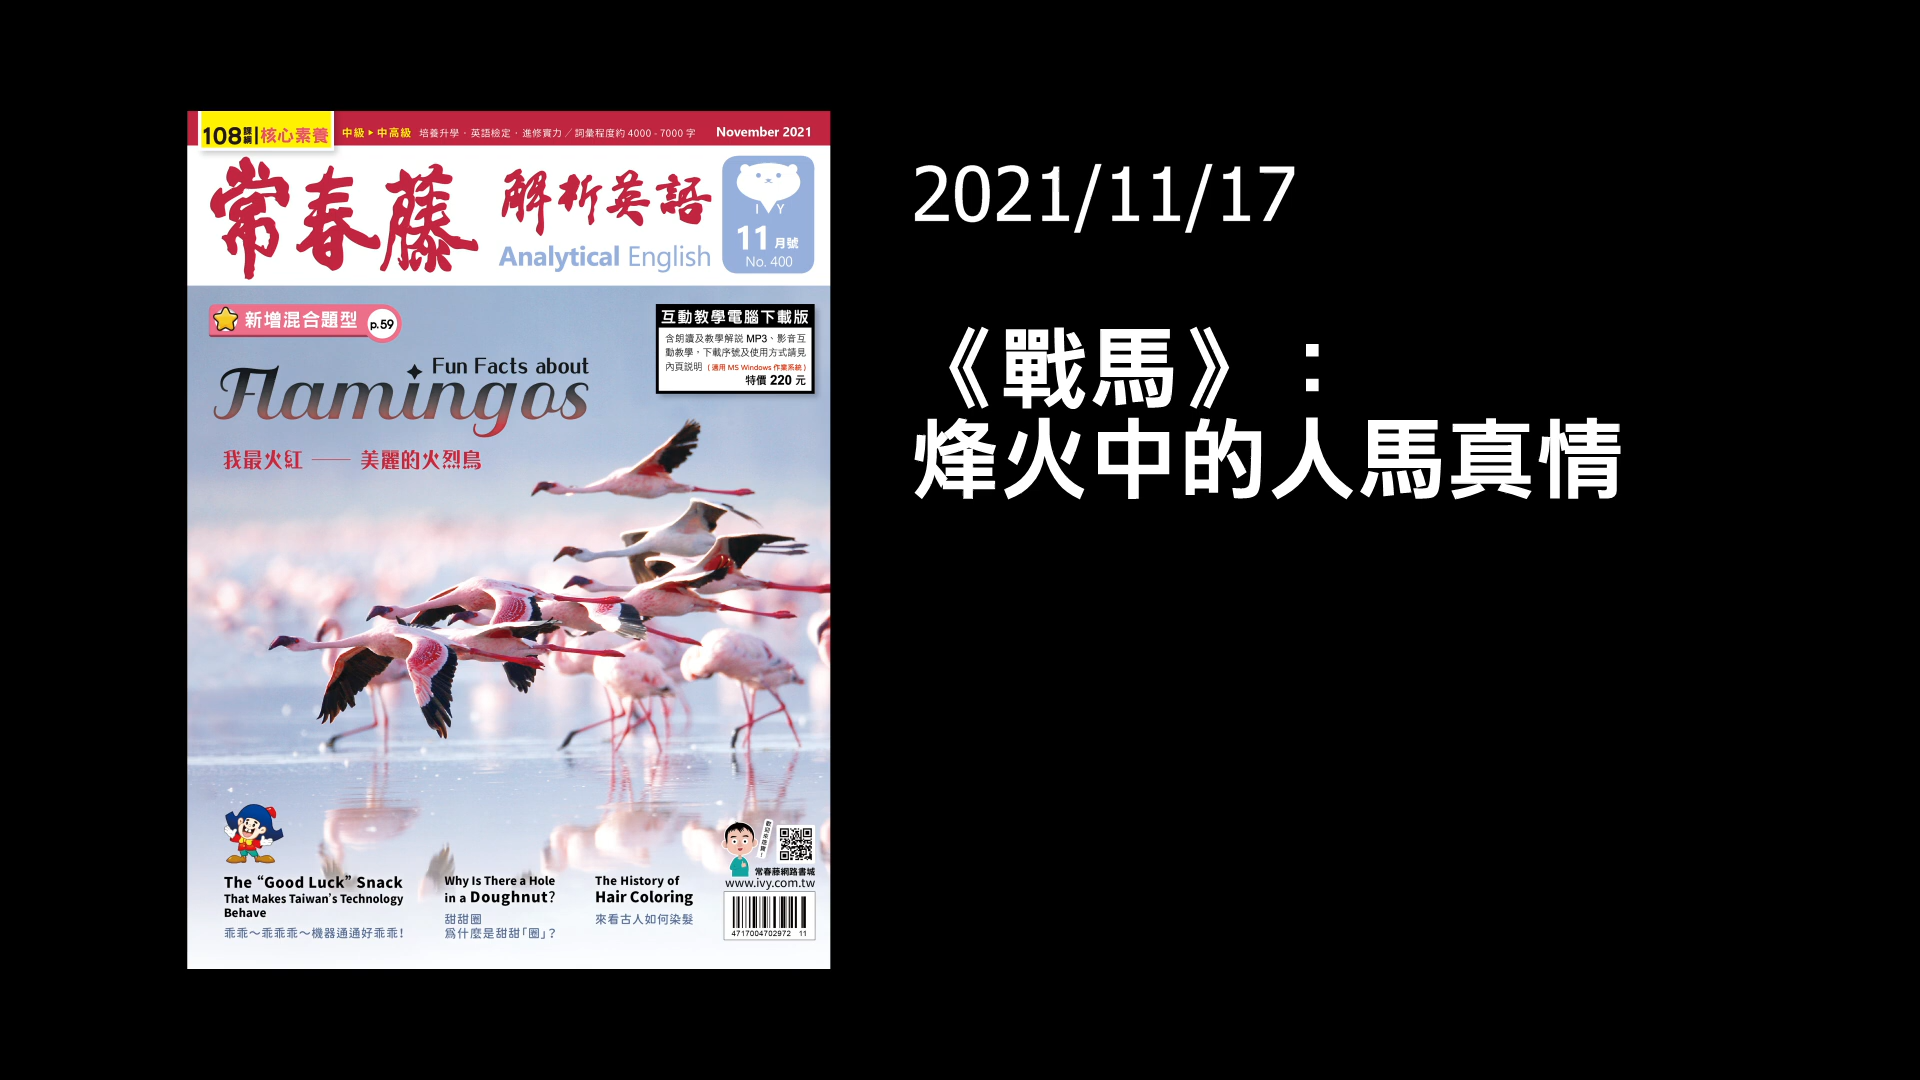 108課綱 核心素養
中級▶中高級 培養升學．英語檢定．進修實力／詞彙程度約 4000 - 7000 字
November 2021
常春藤 解析英語
Analytical English
IVY
11 月號
No. 400
新增混合題型 p.59
互動教學電腦下載版
含朗讀及教學解說 MP3、影音互
動教學，下載序號及使用方式請見
內頁說明（適用 MS Windows 作業系統）
特價 220 元
Fun Facts about
Flamingos
我最火紅 —— 美麗的火烈鳥
The “Good Luck” Snack
That Makes Taiwan’s Technology
Behave
乖乖～乖乖乖～機器通通好乖乖！
Why Is There a Hole
in a Doughnut?
甜甜圈
為什麼是甜甜「圈」？
The History of
Hair Coloring
來看古人如何染髮
常春藤網路書城
www.ivy.com.tw
4717004702972 11
2021/11/17
《戰馬》：
烽火中的人馬真情